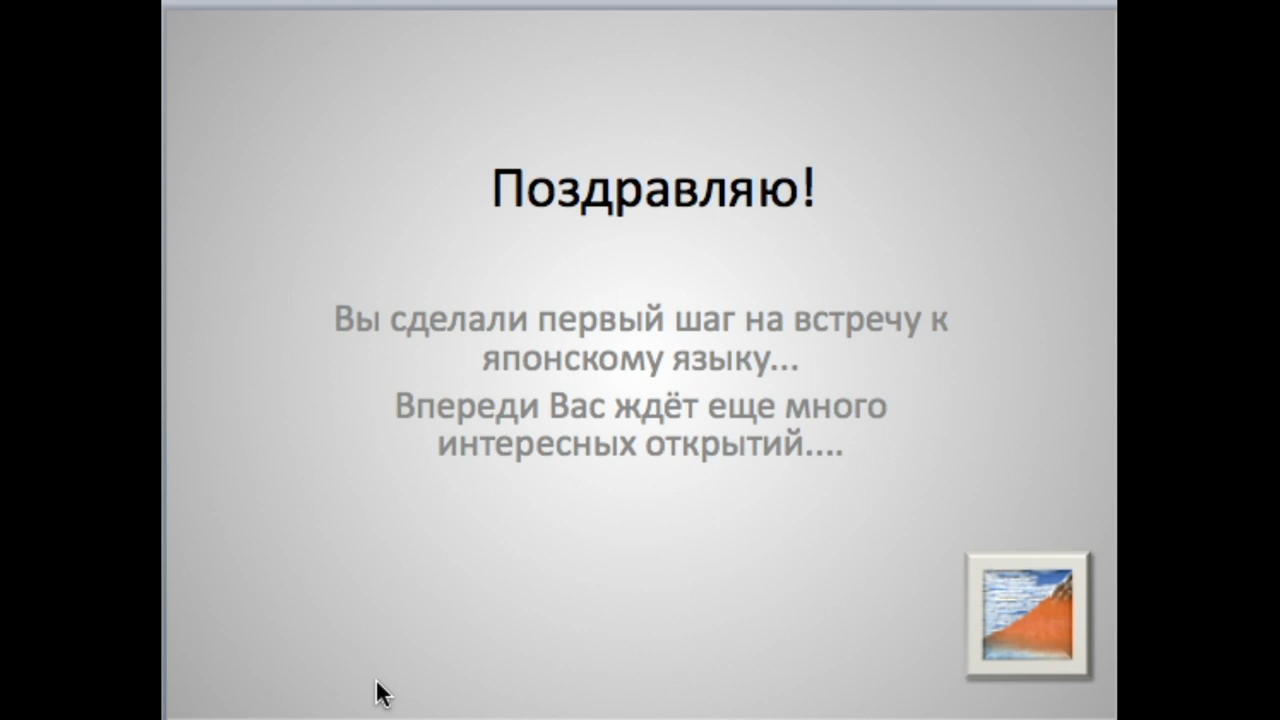 Поздравляю!
Вы сделали первый шаг на встречу к
японскому языку...
Впереди Вас ждёт еще много
интересных открытий....